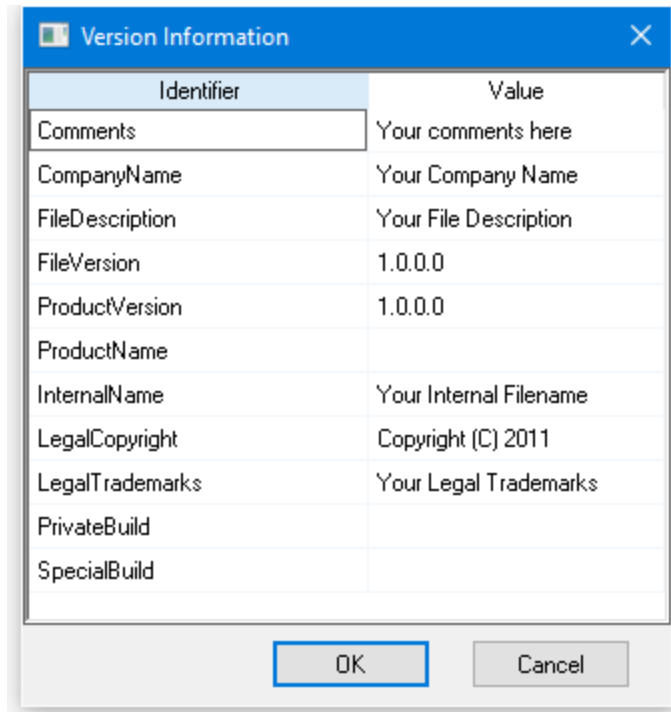 Version Information
Identifier Value
Comments Your comments here
CompanyName Your Company Name
FileDescription Your File Description
FileVersion 1.0.0.0
ProductVersion 1.0.0.0
ProductName
InternalName Your Internal Filename
LegalCopyright Copyright (C) 2011
LegalTrademarks Your Legal Trademarks
PrivateBuild
SpecialBuild
OK Cancel